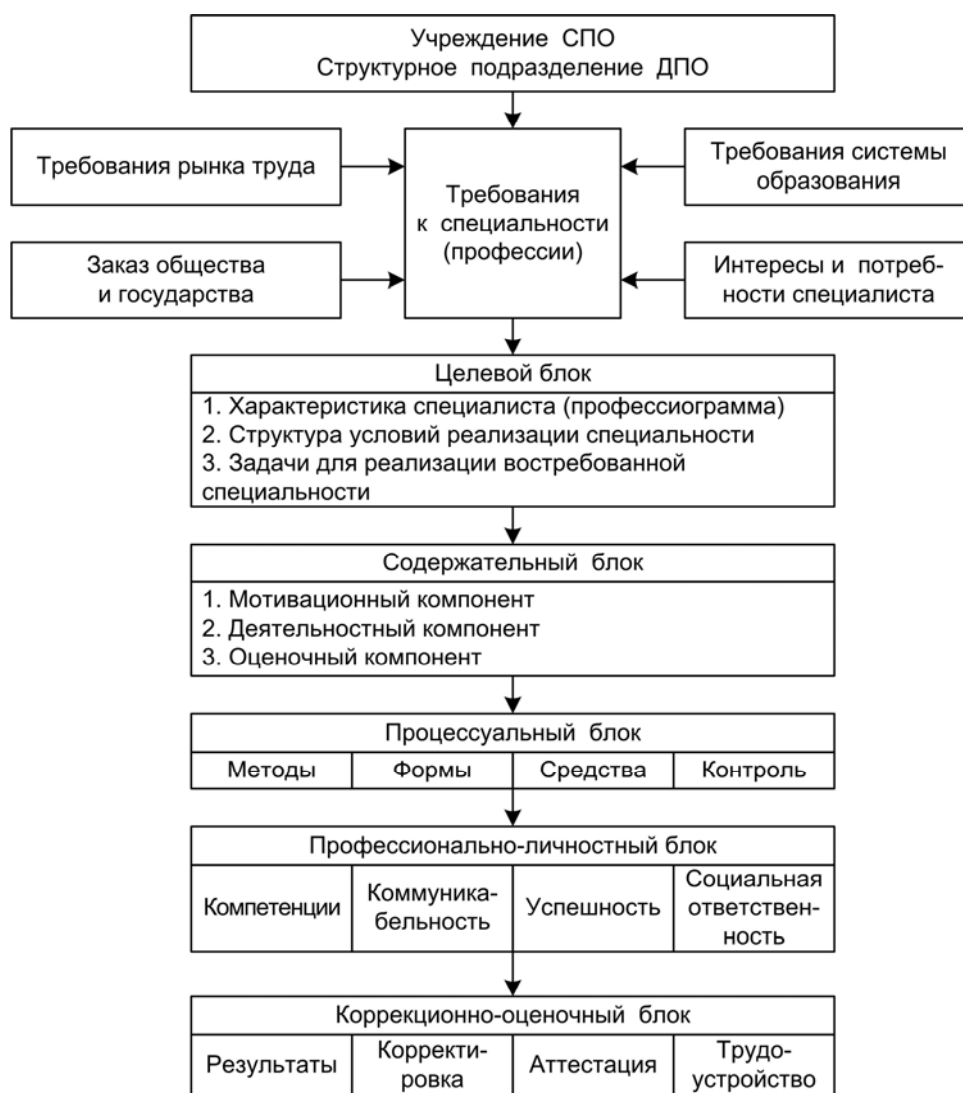 Учреждение СПО
Структурное подразделение ДПО
Требования рынка труда
Заказ общества
и государства
Требования
к специальности
(профессии)
Требования системы
образования
Интересы и потреб-
ности специалиста
Целевой блок
1. Характеристика специалиста (профессиограмма)
2. Структура условий реализации специальности
3. Задачи для реализации востребованной
специальности
Содержательный блок
1. Мотивационный компонент
2. Деятельностный компонент
3. Оценочный компонент
Процессуальный блок
Методы
Формы
Средства
Контроль
Профессионально-личностный блок
Компетенции
Коммуника-
бельность
Успешность
Социальная
ответствен-
ность
Коррекционно-оценочный блок
Результаты
Корректи-
ровка
Аттестация
Трудо-
устройство